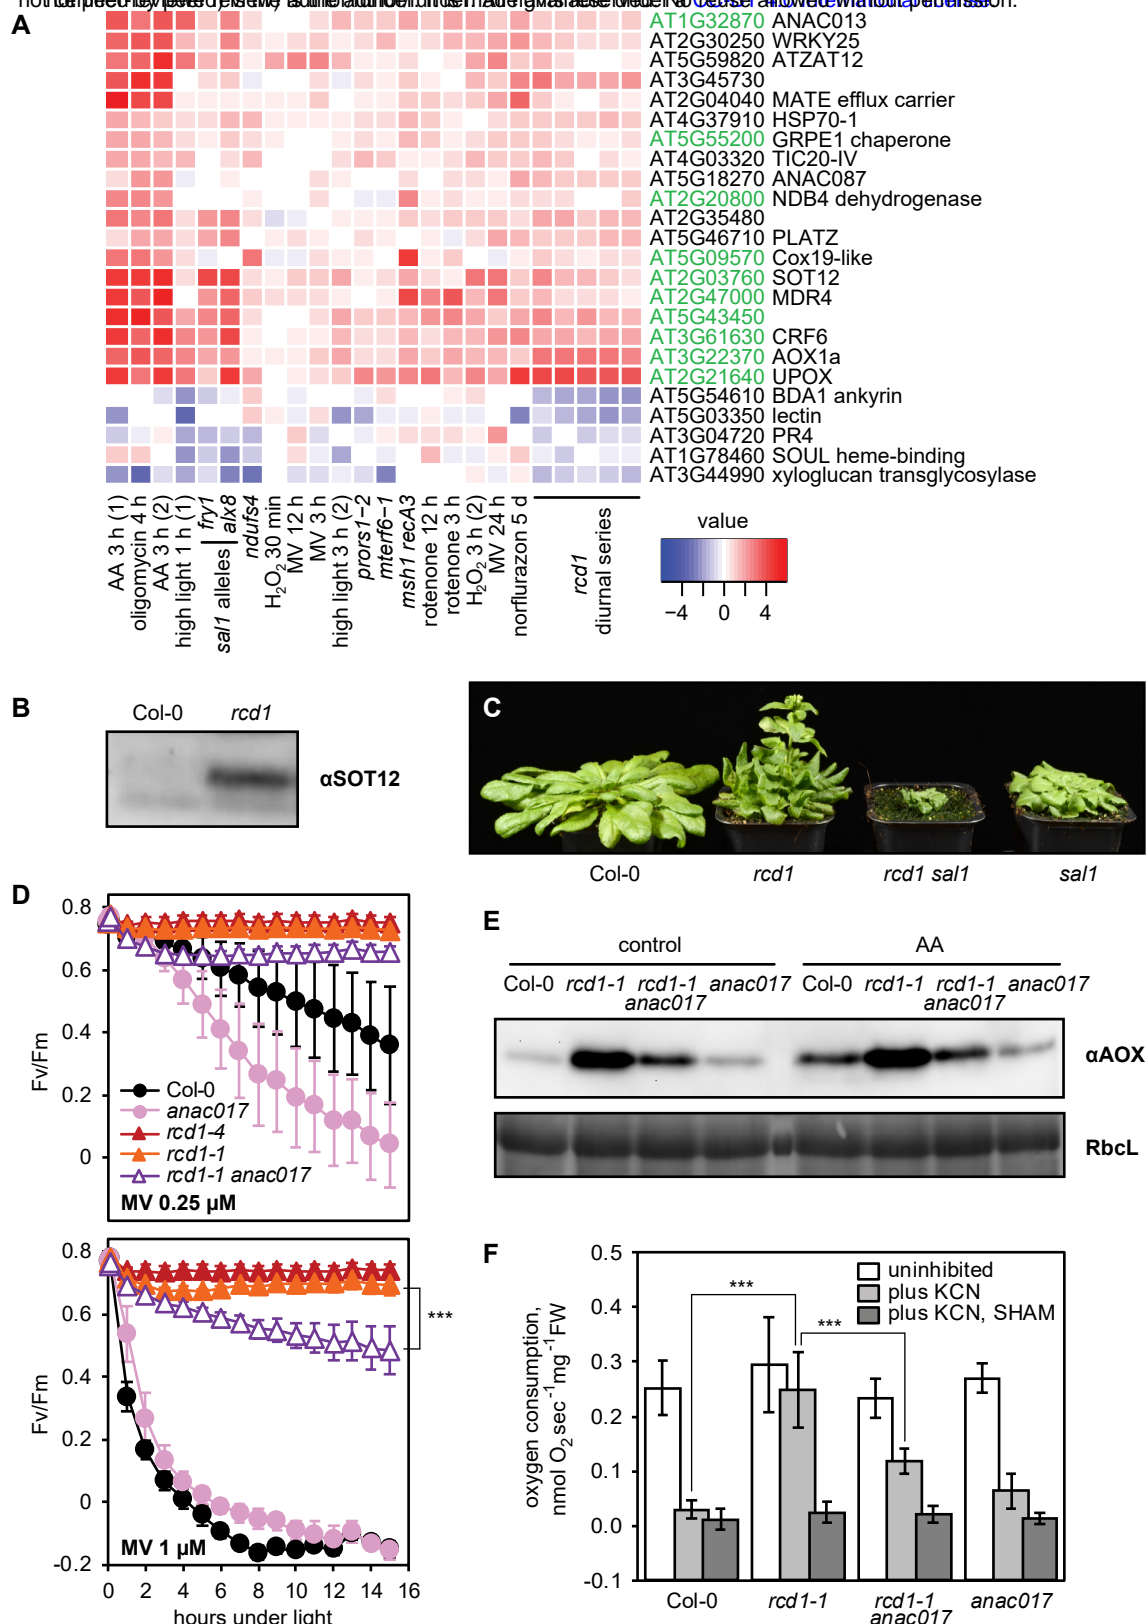 A
AT1G32870 ANAC013
AT2G30250 WRKY25
AT5G59820 ATZAT12
AT3G45730
AT2G04040 MATE efflux carrier
AT4G37910 HSP70-1
AT5G55200 GRPE1 chaperone
AT4G03320 TIC20-IV
AT5G18270 ANAC087
AT2G20800 NDB4 dehydrogenase
AT2G35480
AT5G46710 PLATZ
AT5G09570 Cox19-like
AT2G03760 SOT12
AT2G47000 MDR4
AT5G43450
AT3G61630 CRF6
AT3G22370 AOX1a
AT2G21640 UPOX
AT5G54610 BDA1 ankyrin
AT5G03350 lectin
AT3G04720 PR4
AT1G78460 SOUL heme-binding
AT3G44990 xyloglucan transglycosylase
AA 3 h (1)
oligomycin 4 h
AA 3 h (2)
high light 1 h (1)
fry1
alx8
sal1 alleles
ndufs4
H₂O₂ 30 min
MV 12 h
MV 3 h
high light 3 h (2)
prors1−2
mterf6−1
msh1 recA3
rotenone 12 h
rotenone 3 h
H₂O₂ 3 h (2)
MV 24 h
norflurazon 5 d
rcd1
diurnal series
value
−4 0 4
B
Col-0 rcd1
αSOT12
C
Col-0 rcd1 rcd1 sal1 sal1
D
0.8
0.6
0.4
0.2
0
Fv/Fm
Col-0
anac017
rcd1-4
rcd1-1
rcd1-1 anac017
MV 0.25 µM
0.8
0.6
0.4
0.2
0
-0.2
Fv/Fm
***
MV 1 µM
0 2 4 6 8 10 12 14 16
hours under light
E
control AA
Col-0 rcd1-1 rcd1-1 anac017 Col-0 rcd1-1 rcd1-1 anac017
anac017 anac017
αAOX
RbcL
F
0.5
0.4
0.3
0.2
0.1
0.0
-0.1
oxygen consumption,
nmol O₂ sec⁻¹mg⁻¹FW
uninhibited
plus KCN
plus KCN, SHAM
***
***
Col-0 rcd1-1 rcd1-1 anac017
anac017